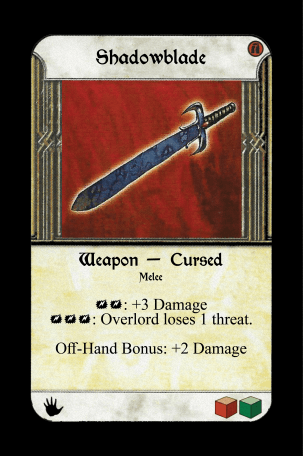 Shadowblade
Weapon — Cursed
Melee
: +3 Damage
: Overlord loses 1 threat.
Off-Hand Bonus: +2 Damage